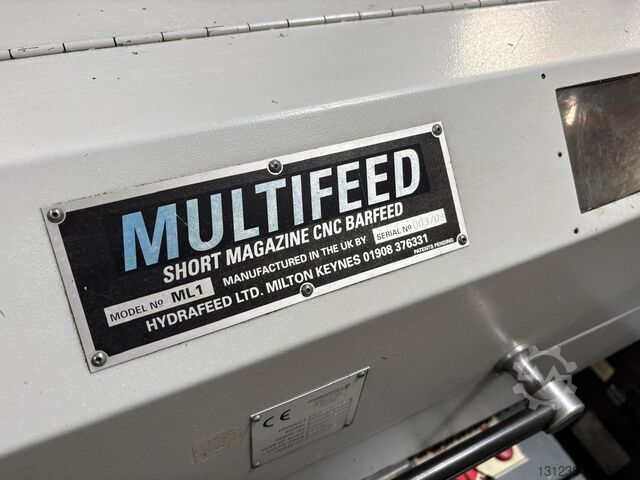 MULTIFEED
SHORT MAGAZINE CNC BARFEED
MODEL Nº ML1 MANUFACTURED IN THE UK BY SERIAL Nº
HYDRAFEED LTD. MILTON KEYNES 01908 376331
PATENTS PENDING
CE